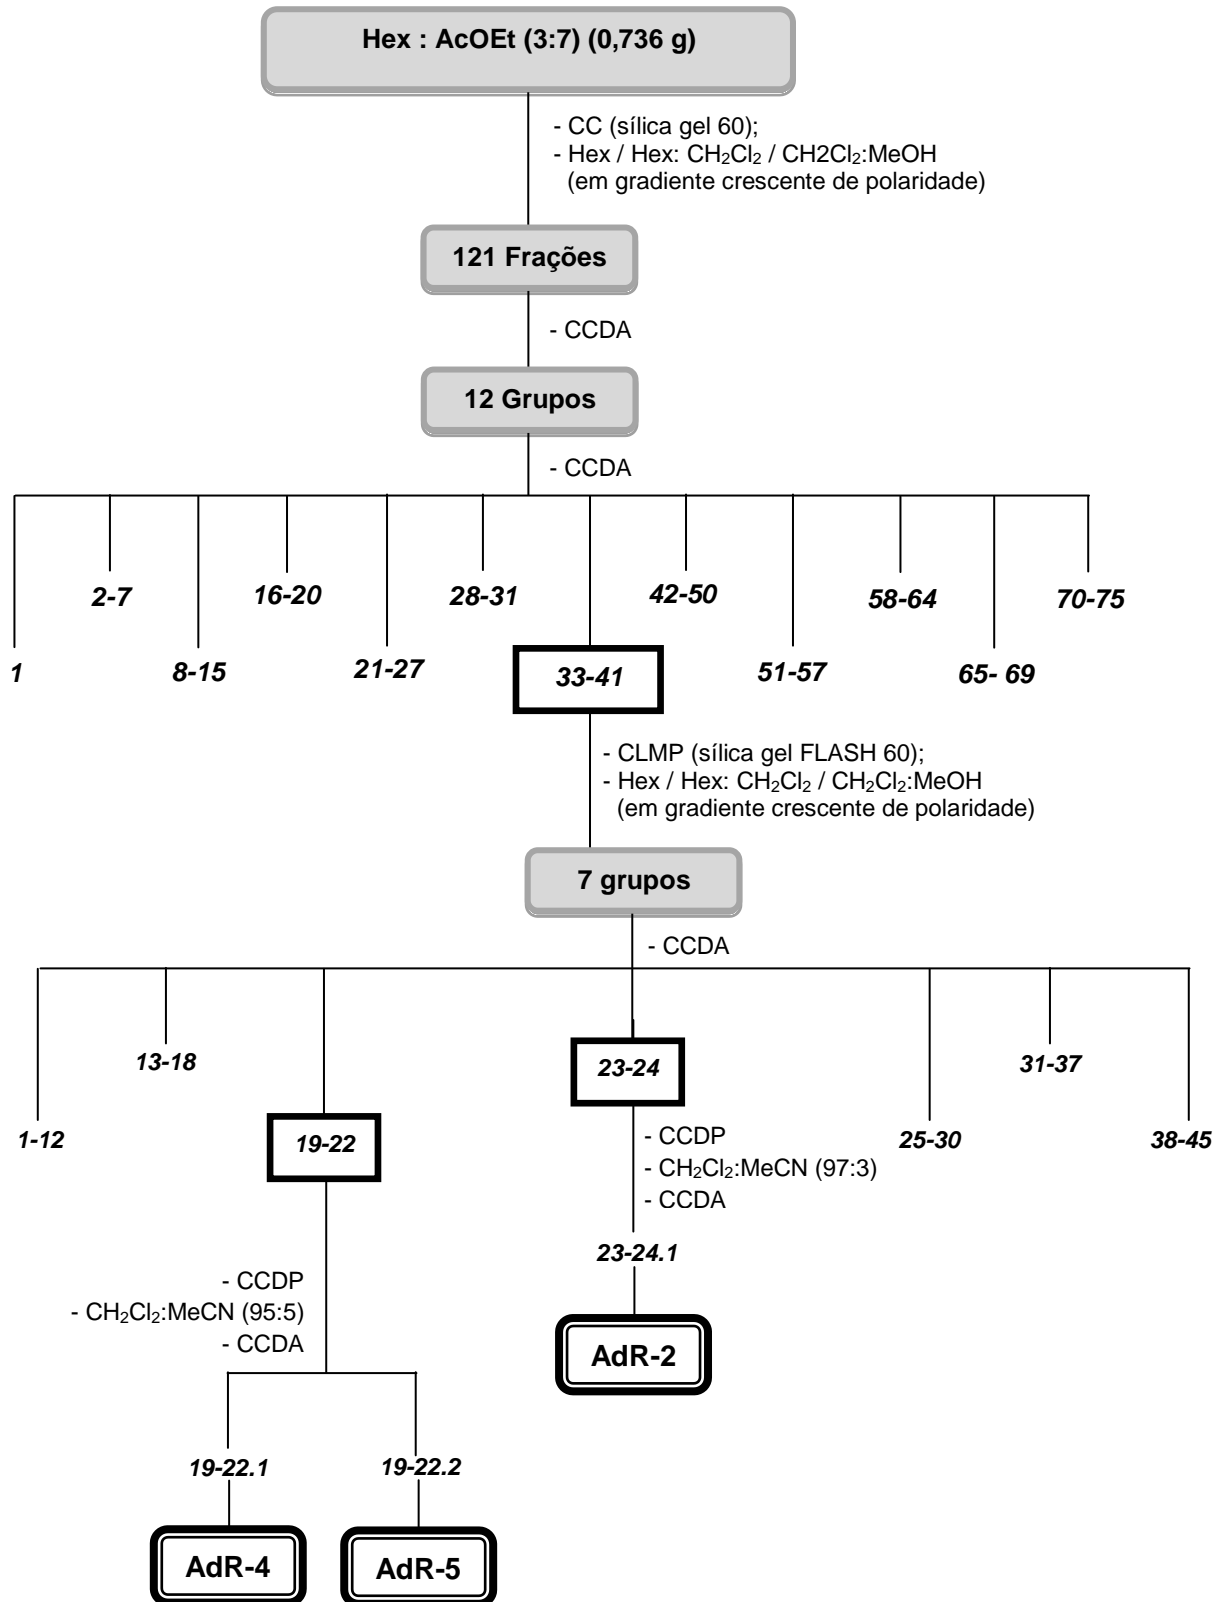 Hex : AcOEt (3:7) (0,736 g)
- CC (sílica gel 60);
- Hex / Hex: CH₂Cl₂ / CH2Cl₂:MeOH
(em gradiente crescente de polaridade)
121 Frações
- CCDA
12 Grupos
- CCDA
1
2-7
8-15
16-20
21-27
28-31
33-41
42-50
51-57
58-64
65- 69
70-75
- CLMP (sílica gel FLASH 60);
- Hex / Hex: CH₂Cl₂ / CH₂Cl₂:MeOH
(em gradiente crescente de polaridade)
7 grupos
- CCDA
1-12
13-18
19-22
23-24
25-30
31-37
38-45
- CCDP
- CH₂Cl₂:MeCN (97:3)
- CCDA
23-24.1
AdR-2
- CCDP
- CH₂Cl₂:MeCN (95:5)
- CCDA
19-22.1
19-22.2
AdR-4
AdR-5